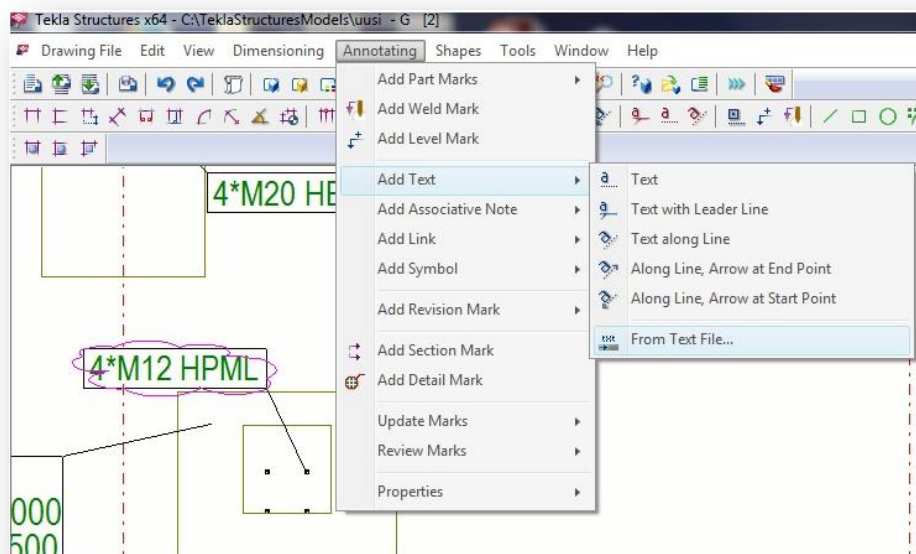 Tekla Structures x64 - C:\TeklaStructuresModels\uusi - G [2]
Drawing File Edit View Dimensioning Annotating Shapes Tools Window Help
Add Part Marks
Add Weld Mark
Add Level Mark
Add Text
Add Associative Note
Add Link
Add Symbol
Add Revision Mark
Add Section Mark
Add Detail Mark
Update Marks
Review Marks
Properties
Text
Text with Leader Line
Text along Line
Along Line, Arrow at End Point
Along Line, Arrow at Start Point
From Text File...
4*M20 HE
4*M12 HPML
000
500